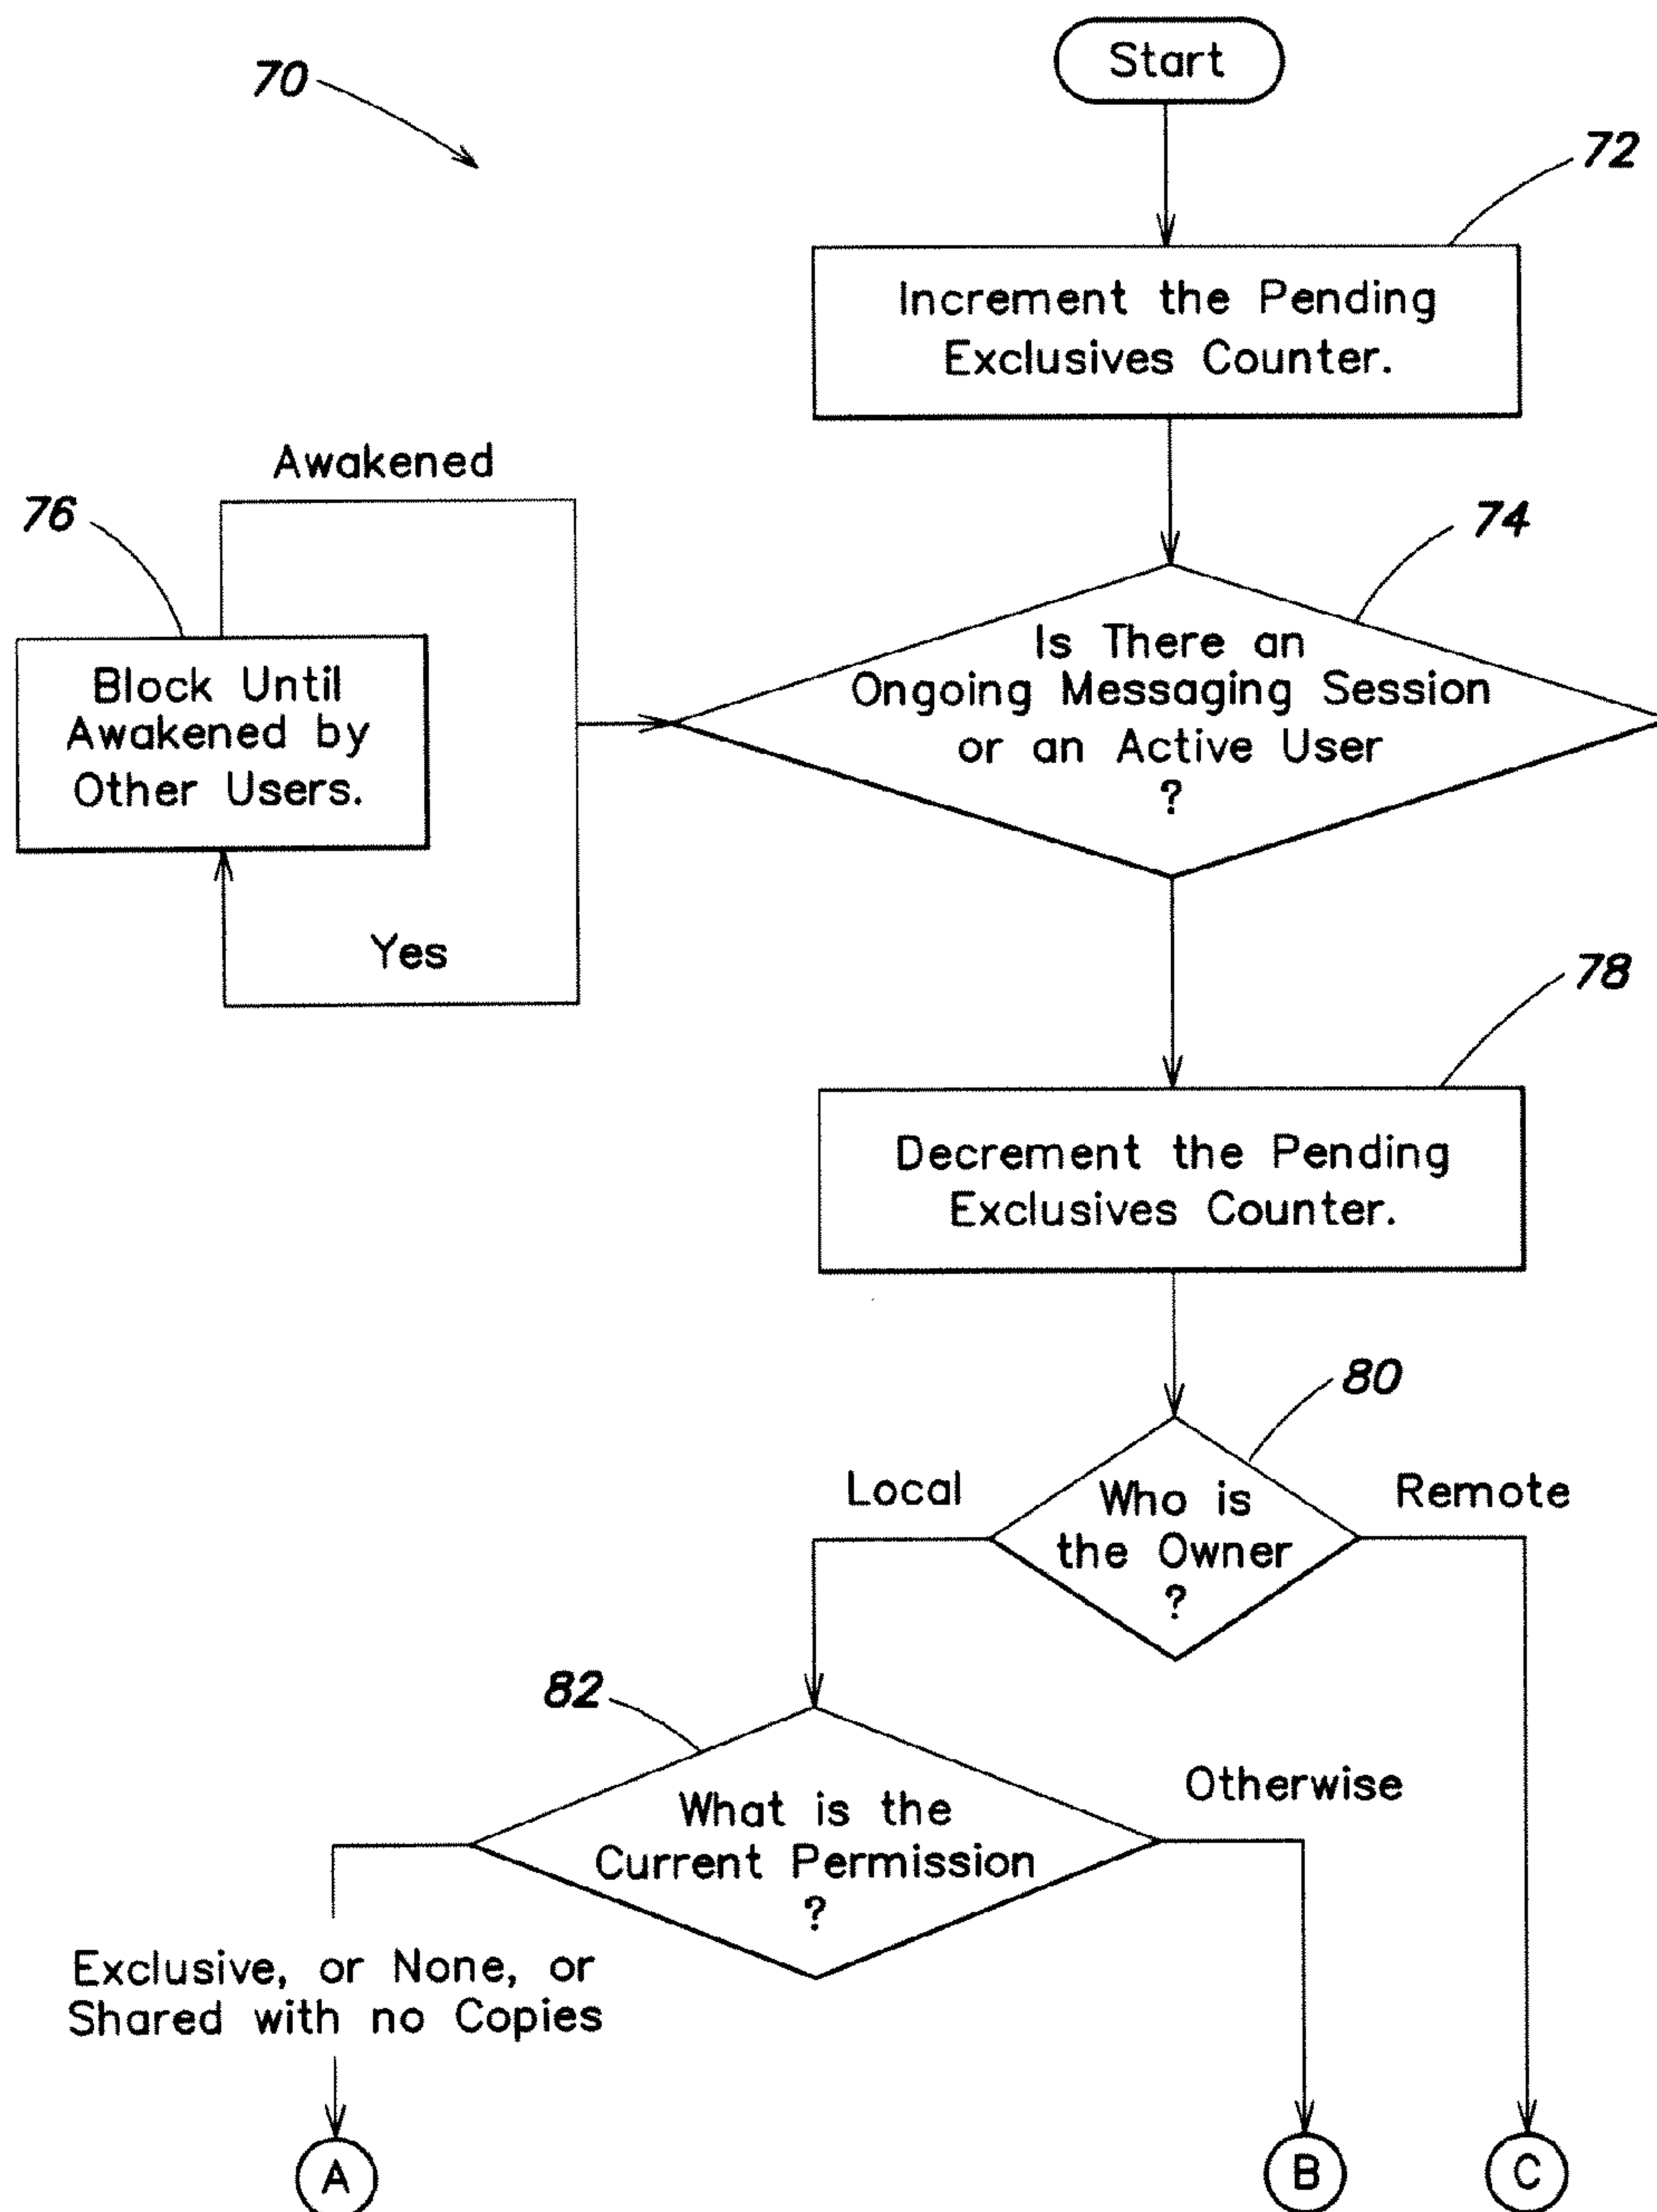 70
Start
72
Increment the Pending
Exclusives Counter.
Awakened
76
74
Block Until
Awakened by
Other Users.
Is There an
Ongoing Messaging Session
or an Active User
?
Yes
78
Decrement the Pending
Exclusives Counter.
80
Local
Who is
the Owner
?
Remote
82
What is the
Current Permission
?
Otherwise
Exclusive, or None, or
Shared with no Copies
A
B
C